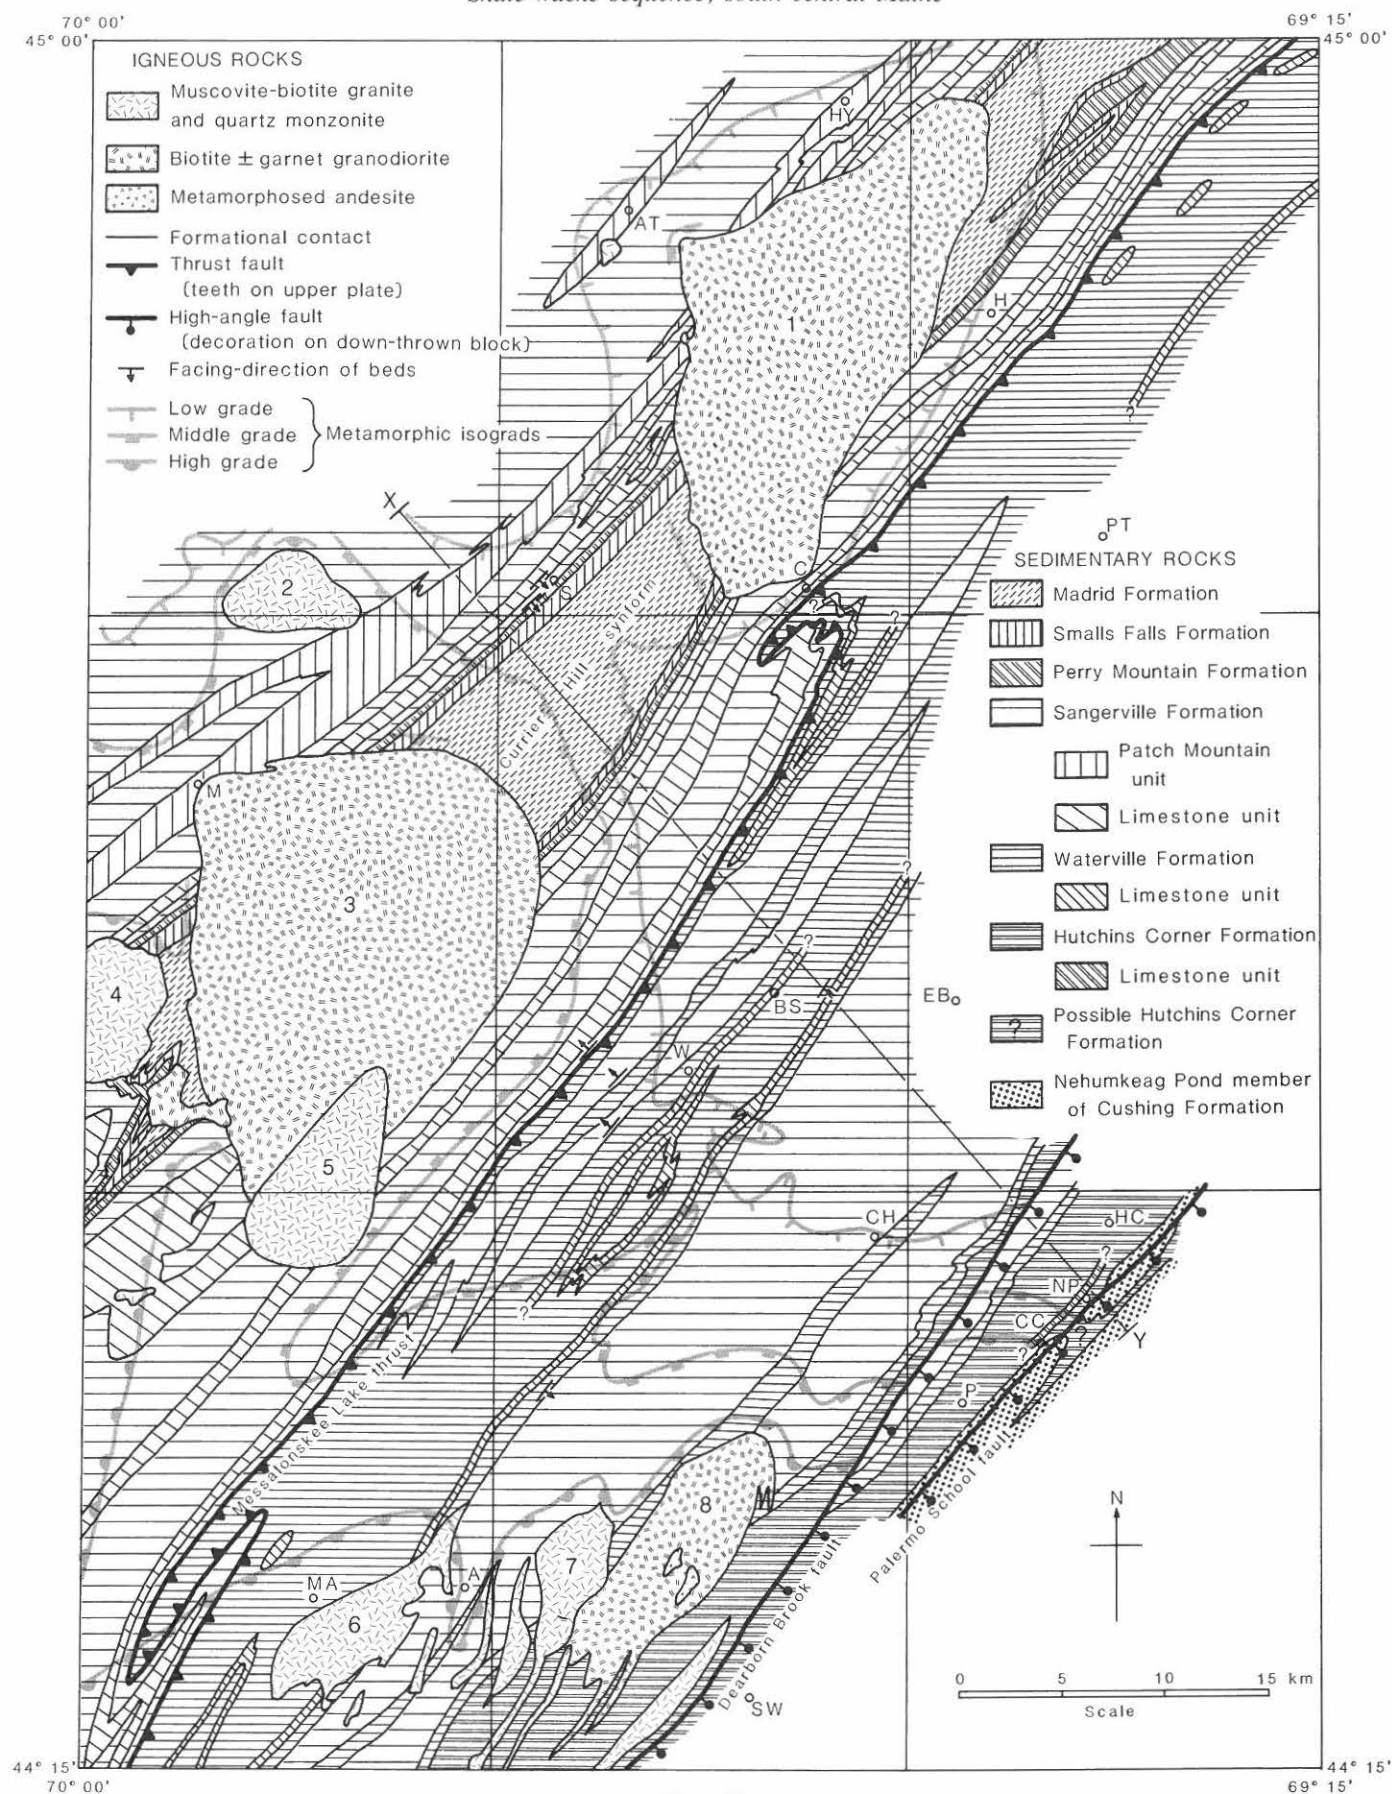 70° 00'
69° 15'
45° 00'
45° 00'
IGNEOUS ROCKS
Muscovite-biotite granite
and quartz monzonite
Biotite ± garnet granodiorite
Metamorphosed andesite
Formational contact
Thrust fault
(teeth on upper plate)
High-angle fault
(decoration on down-thrown block)
Facing-direction of beds
Low grade
Middle grade
High grade
Metamorphic isograds
HY
AT
1
H
X
2
S
C
?
?
?
PT
SEDIMENTARY ROCKS
Madrid Formation
Smalls Falls Formation
Perry Mountain Formation
Sangerville Formation
Patch Mountain
unit
Limestone unit
Waterville Formation
Limestone unit
Hutchins Corner Formation
Limestone unit
?
Possible Hutchins Corner
Formation
Nehumkeag Pond member
of Cushing Formation
Currier Hill synform
M
3
?
?
4
BS
EB
W
5
CH
HC
?
NP
CC
?
?
Y
?
P
Messalonskee Lake thrust
8
7
A
MA
6
Dearborn Brook fault
Palermo School fault
SW
N
0 5 10 15 km
Scale
44° 15'
44° 15'
70° 00'
69° 15'